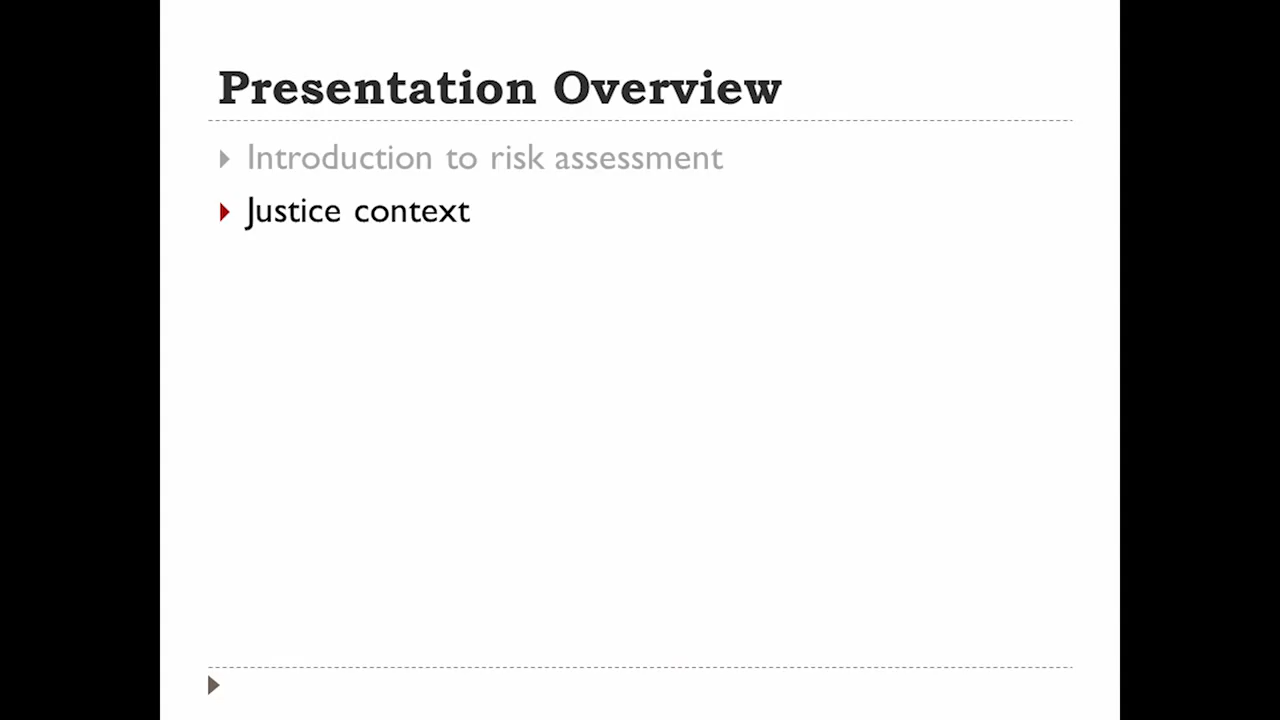 Presentation Overview
Introduction to risk assessment
Justice context